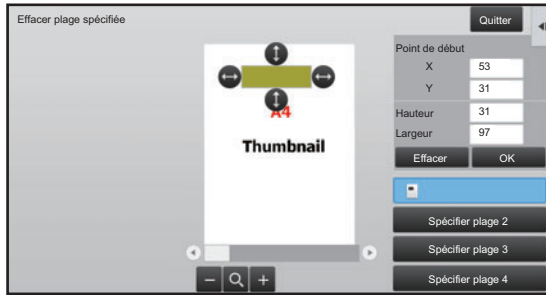 Effacer plage spécifiée
Quitter
Point de début
X 53
Y 31
Hauteur 31
Largeur 97
Effacer OK
A4
Thumbnail
Spécifier plage 2
Spécifier plage 3
Spécifier plage 4